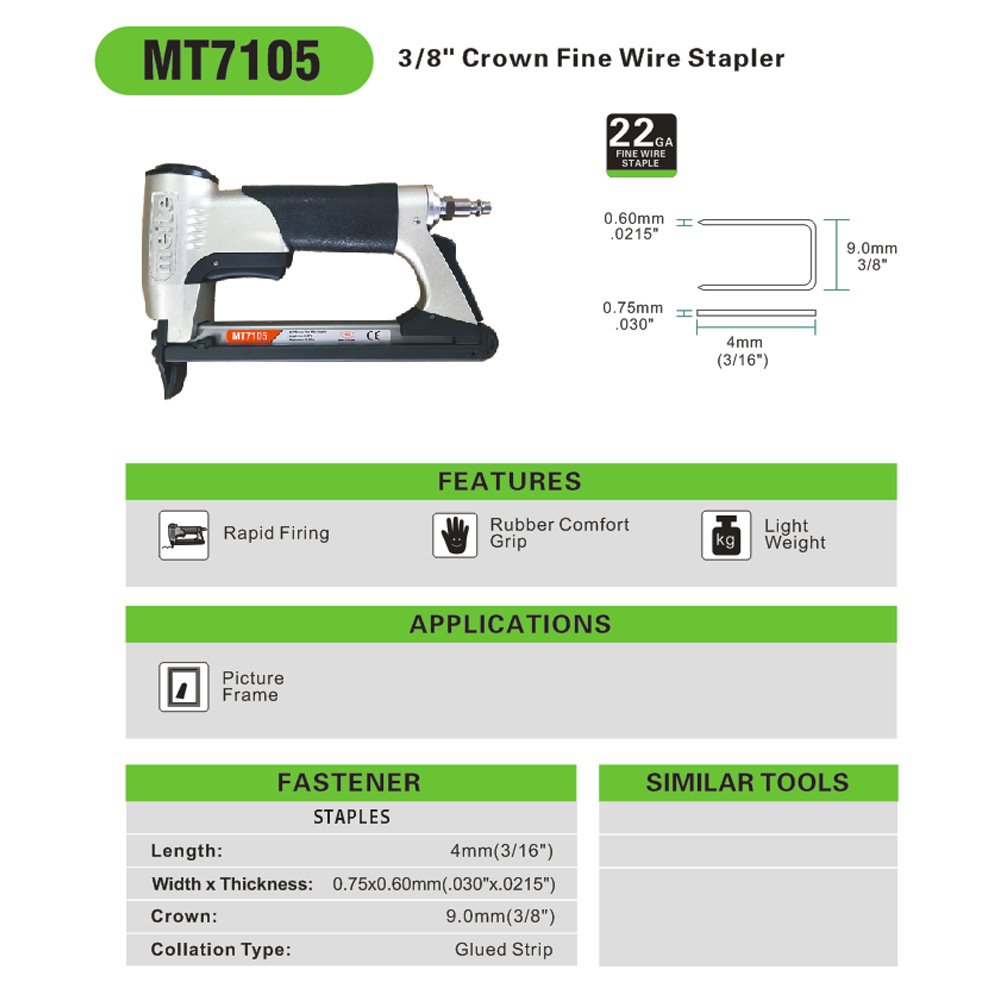 MT7105
3/8" Crown Fine Wire Stapler
22GA
FINE WIRE
STAPLE
0.60mm
.0215"
9.0mm
3/8"
0.75mm
.030"
4mm
(3/16")
meite
MT7105
CE
FEATURES
Rapid Firing
Rubber Comfort
Grip
kg
Light
Weight
APPLICATIONS
Picture
Frame
FASTENER
STAPLES
Length: 4mm(3/16")
Width x Thickness: 0.75x0.60mm(.030"x.0215")
Crown: 9.0mm(3/8")
Collation Type: Glued Strip
SIMILAR TOOLS